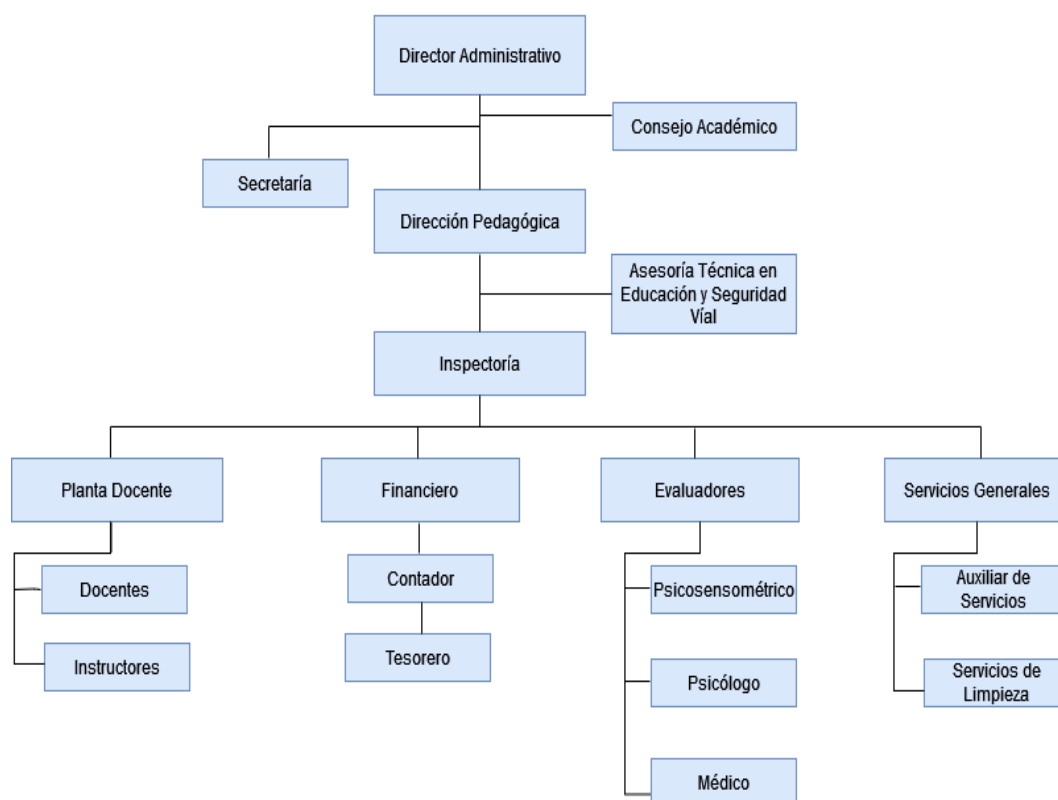 Director Administrativo
Consejo Académico
Secretaría
Dirección Pedagógica
Asesoría Técnica en
Educación y Seguridad
Víal
Inspectoría
Planta Docente
Financiero
Evaluadores
Servicios Generales
Docentes
Contador
Psicosensométrico
Auxiliar de
Servicios
Instructores
Tesorero
Psicólogo
Servicios de
Limpieza
Médico